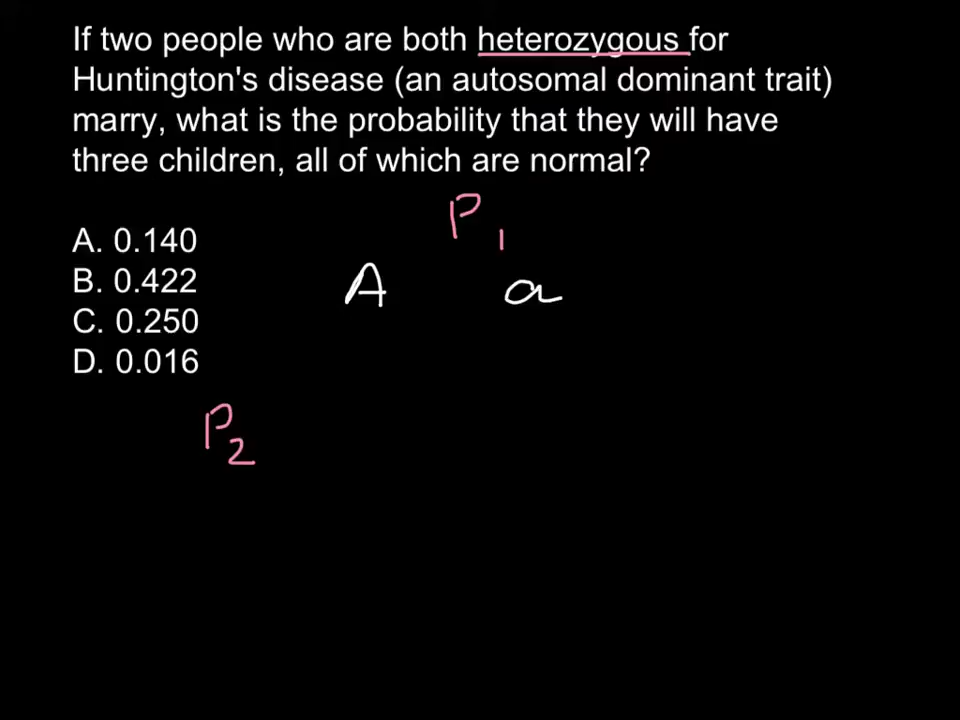 If two people who are both heterozygous for
Huntington's disease (an autosomal dominant trait)
marry, what is the probability that they will have
three children, all of which are normal?
A. 0.140
B. 0.422
C. 0.250
D. 0.016
P1
A a
P2